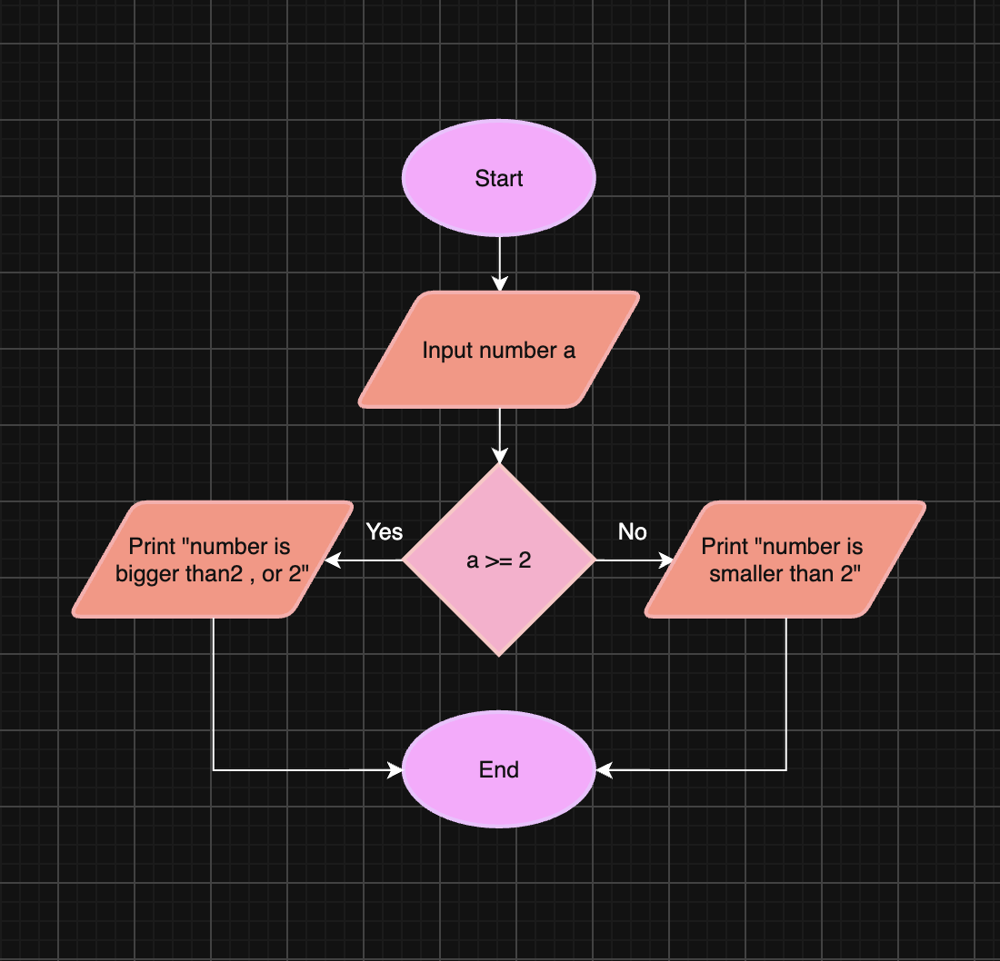 Start
Input number a
Yes
No
Print "number is
bigger than2 , or 2"
a >= 2
Print "number is
smaller than 2"
End